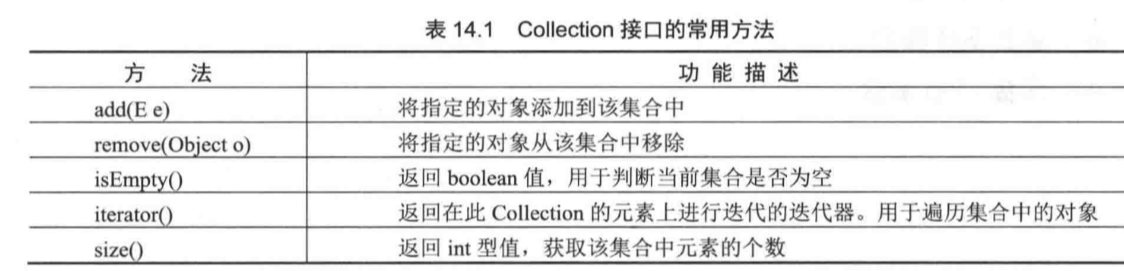 表 14.1 Collection 接口的常用方法
方 法 功 能 描 述
add(E e) 将指定的对象添加到该集合中
remove(Object o) 将指定的对象从该集合中移除
isEmpty() 返回 boolean 值，用于判断当前集合是否为空
iterator() 返回在此 Collection 的元素上进行迭代的迭代器。用于遍历集合中的对象
size() 返回 int 型值，获取该集合中元素的个数